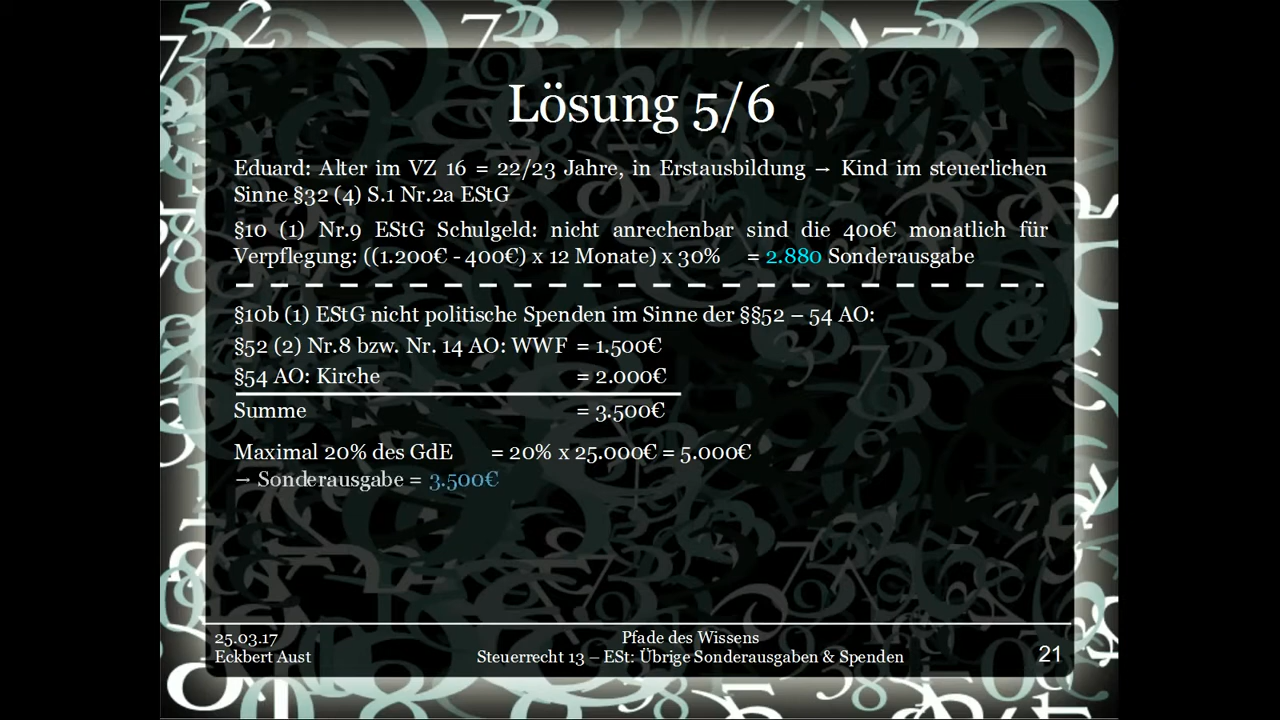 Lösung 5/6
Eduard: Alter im VZ 16 = 22/23 Jahre, in Erstausbildung → Kind im steuerlichen
Sinne §32 (4) S.1 Nr.2a EStG
§10 (1) Nr.9 EStG Schulgeld: nicht anrechenbar sind die 400€ monatlich für
Verpflegung: ((1.200€ - 400€) x 12 Monate) x 30% = 2.880 Sonderausgabe
§10b (1) EStG nicht politische Spenden im Sinne der §§52 – 54 AO:
§52 (2) Nr.8 bzw. Nr. 14 AO: WWF = 1.500€
§54 AO: Kirche = 2.000€
Summe = 3.500€
Maximal 20% des GdE = 20% x 25.000€ = 5.000€
→ Sonderausgabe = 3.500€
25.03.17 Pfade des Wissens
Eckbert Aust Steuerrecht 13 – ESt: Übrige Sonderausgaben & Spenden 21